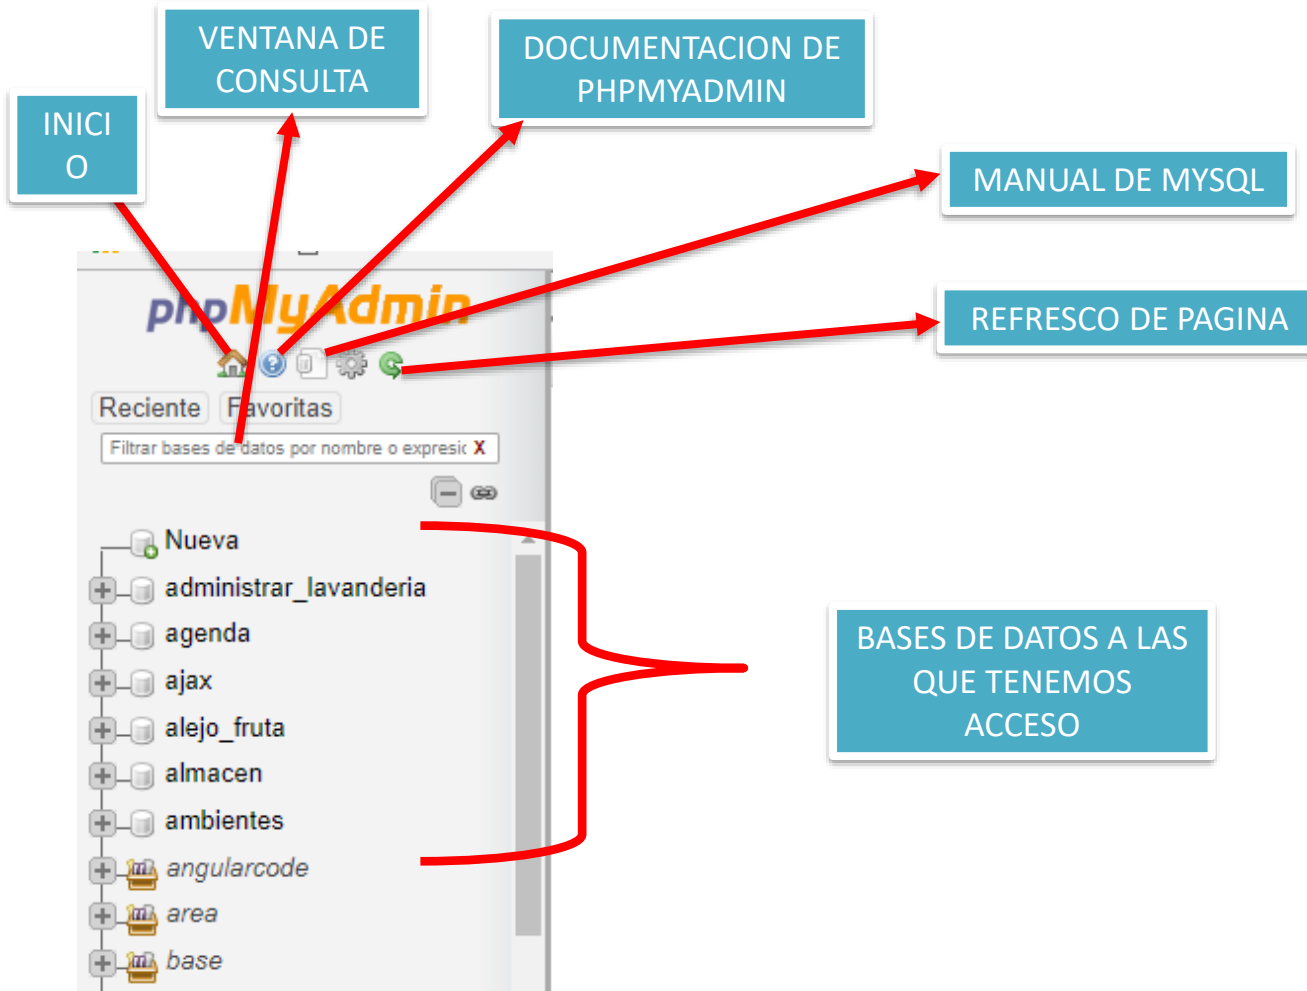 VENTANA DE
CONSULTA
DOCUMENTACION DE
PHPMYADMIN
INICI
O
MANUAL DE MYSQL
REFRESCO DE PAGINA
phpMyAdmin
Reciente Favoritas
Filtrar bases de datos por nombre o expresic X
Nueva
administrar_lavanderia
agenda
ajax
alejo_fruta
almacen
ambientes
angularcode
area
base
BASES DE DATOS A LAS
QUE TENEMOS
ACCESO